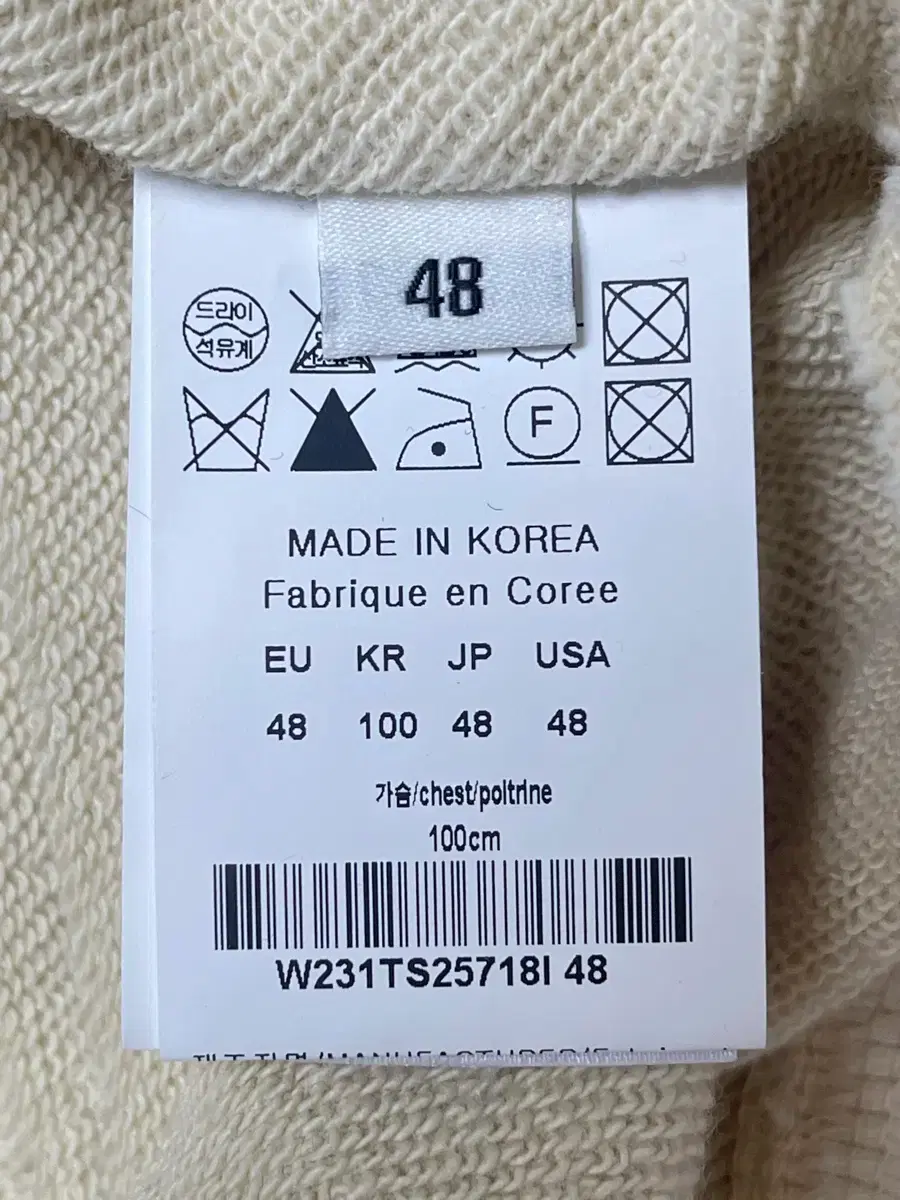 48
드라이
석유계
F
MADE IN KOREA
Fabrique en Coree
EU KR JP USA
48 100 48 48
가슴/chest/poltrine
100cm
W231TS25718I 48